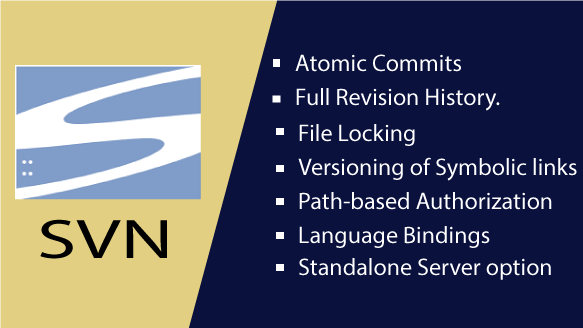 SVN
Atomic Commits
Full Revision History.
File Locking
Versioning of Symbolic links
Path-based Authorization
Language Bindings
Standalone Server option